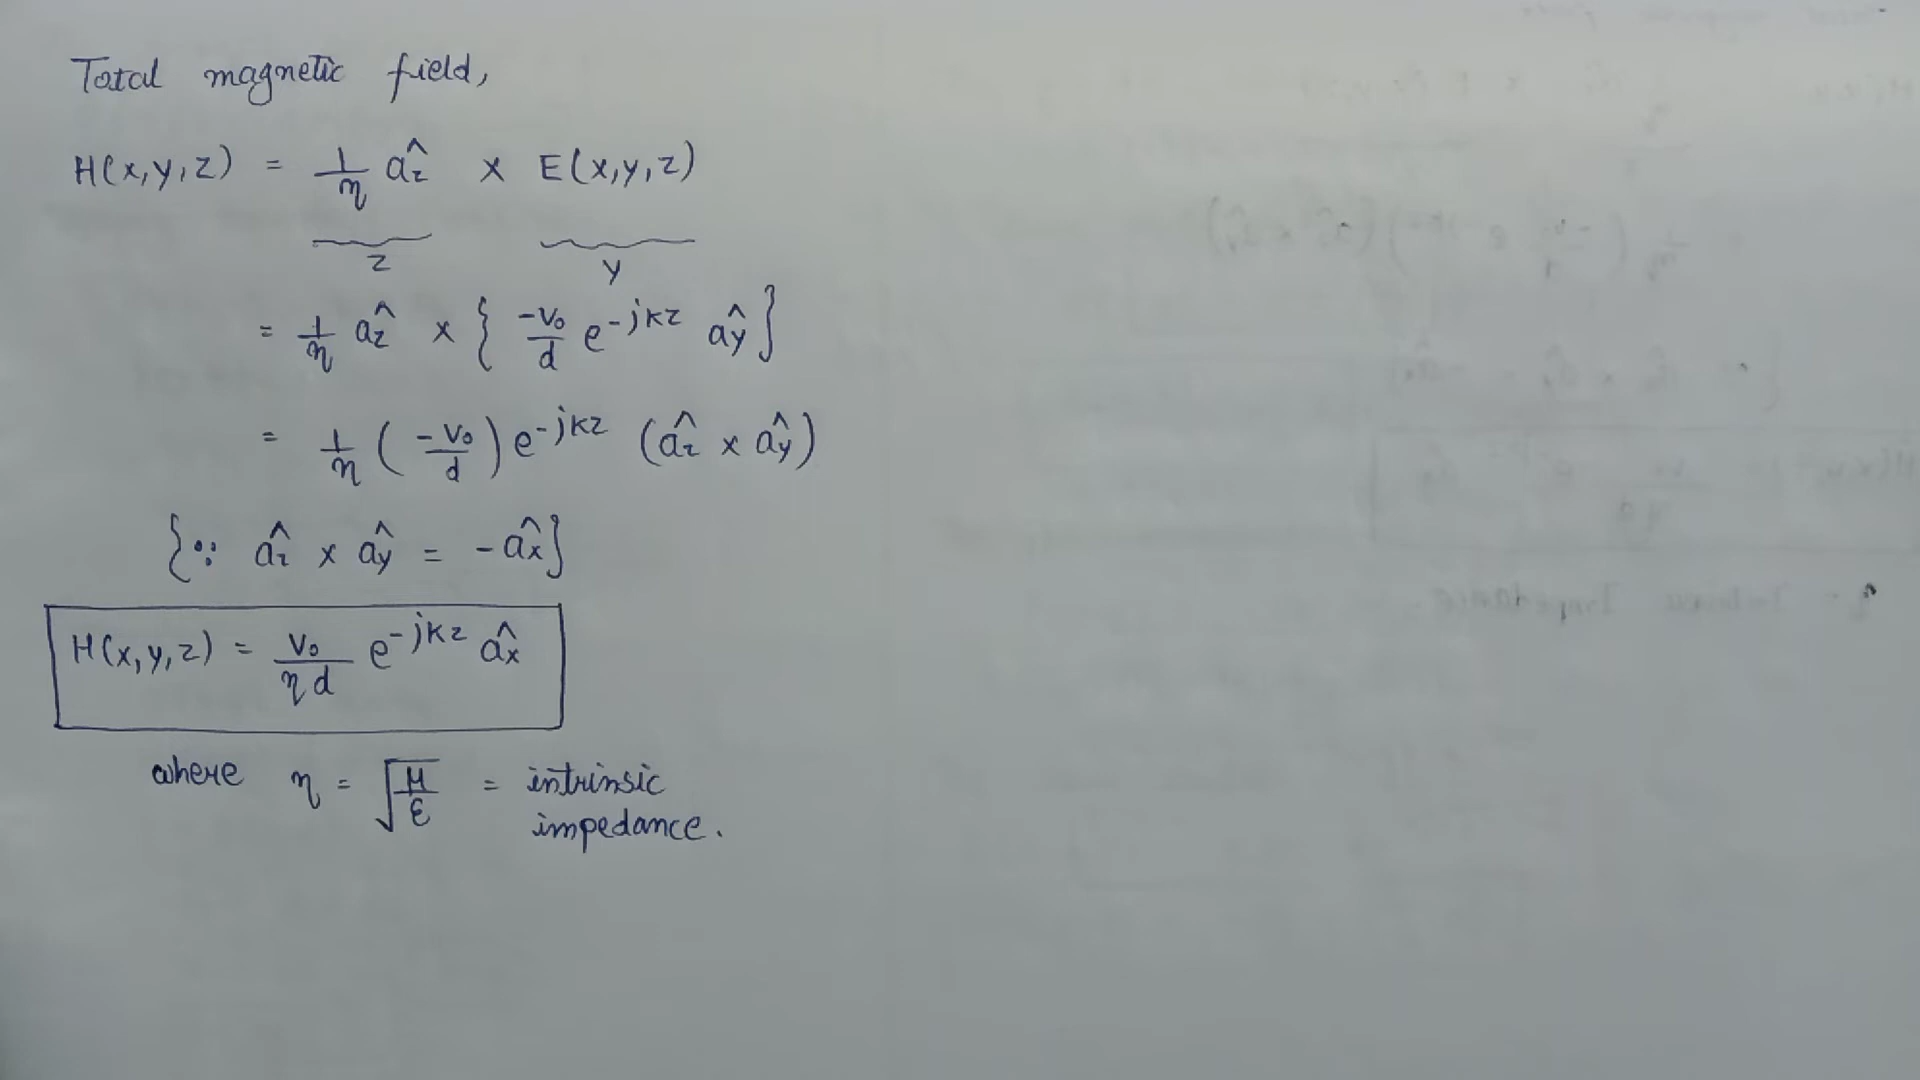 Total magnetic field,
H(x,y,z) = 1/η âz × E(x,y,z)
z y
= 1/η âz × { -V₀/d e^-jkz ây }
= 1/η ( -V₀/d ) e^-jkz ( âz × ây )
{ ∵ âz × ây = - âx }
H(x,y,z) = V₀/ηd e^-jkz âx
where η = √(μ/ε) = intrinsic
impedance.